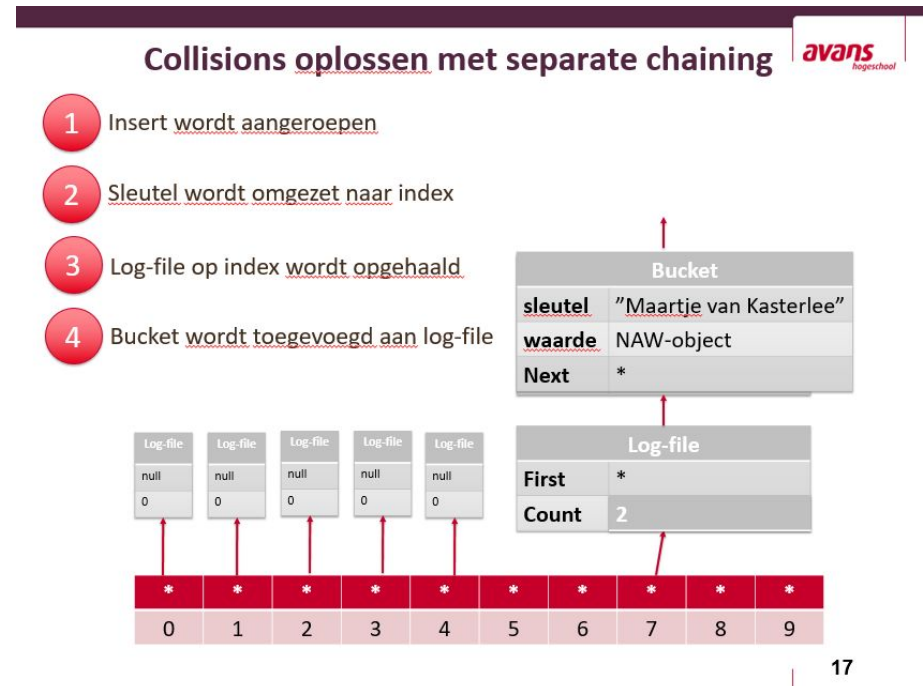 Collisions oplossen met separate chaining
avans
hogeschool
1 Insert wordt aangeroepen
2 Sleutel wordt omgezet naar index
3 Log-file op index wordt opgehaald
4 Bucket wordt toegevoegd aan log-file
Bucket
sleutel ”Maartje van Kasterlee”
waarde NAW-object
Next *
Log-file Log-file Log-file Log-file Log-file
null null null null null
0 0 0 0 0
Log-file
First *
Count 2
* * * * * * * * * *
0 1 2 3 4 5 6 7 8 9
17